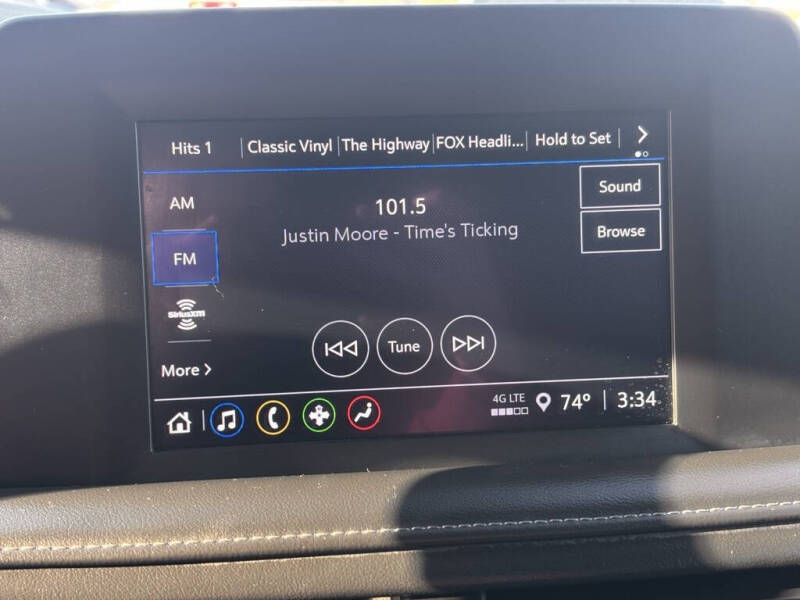 Hits 1 Classic Vinyl The Highway FOX Headli... Hold to Set
AM
101.5
Sound
Justin Moore - Time's Ticking
Browse
FM
SiriusXM
Tune
More
4G LTE
74° 3:34